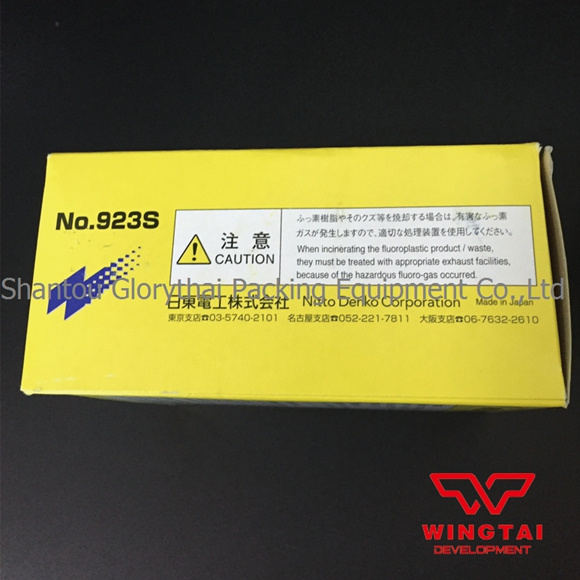 No.923S
注意
CAUTION
ふっ素樹脂やそのクズ等を焼却する場合は、有害なふっ素
ガスが発生しますので、適切な処理装置を使用してください。
When incinerating the fluoroplastic product / waste,
they must be treated with appropriate exhaust facilities,
because of the hazardous fluoro-gas occurred.
Shantou Glorythai Packing Equipment Co.,Ltd
日東電工株式会社 Nitto Denko Corporation Made in Japan
東京支店☎03-5740-2101 名古屋支店☎052-221-7811 大阪支店☎06-7632-2610
WINGTAI
DEVELOPMENT